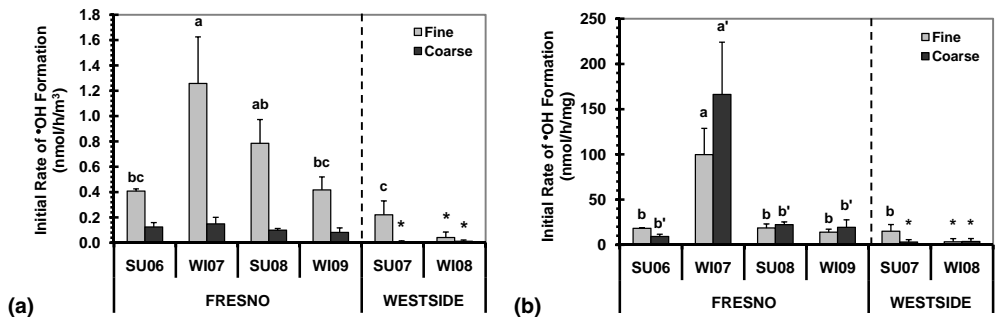 Initial Rate of •OH Formation
(nmol/h/m³)
1.8
1.6
1.4
1.2
1.0
0.8
0.6
0.4
0.2
0.0
bc
a
ab
bc
c
*
*
*
Fine
Coarse
SU06 WI07 SU08 WI09 SU07 WI08
FRESNO WESTSIDE
(a)
Initial Rate of •OH Formation
(nmol/h/mg)
250
200
150
100
50
0
b
b'
a
a'
b
b'
b
b'
b
*
*
*
Fine
Coarse
SU06 WI07 SU08 WI09 SU07 WI08
FRESNO WESTSIDE
(b)